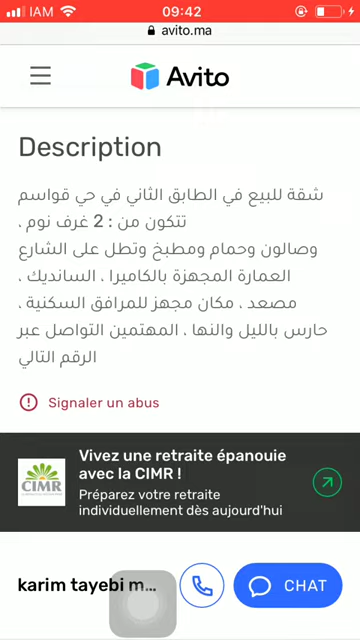 IAM 09:42
avito.ma
Avito
Description
شقة للبيع في الطابق الثاني في حي قواسم
تتكون من : 2 غرف نوم ،
وصالون وحمام ومطبخ وتطل على الشارع
العمارة المجهزة بالكاميرا ، السانديك ،
مصعد ، مكان مجهز للمرافق السكنية ،
حارس بالليل والنها ، المهتمين التواصل عبر
الرقم التالي
Signaler un abus
Vivez une retraite épanouie
avec la CIMR !
CIMR
Préparez votre retraite
individuellement dès aujourd'hui
karim tayebi m...
CHAT